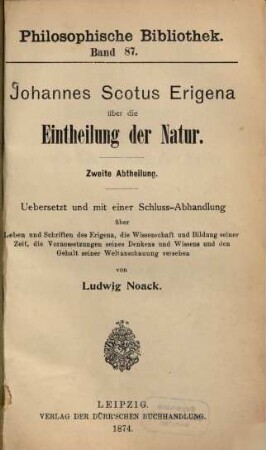 Philosophische Bibliothek.
Band 87.
Johannes Scotus Erigena
über die
Eintheilung der Natur.
Zweite Abtheilung.
Uebersetzt und mit einer Schluss-Abhandlung
über
Leben und Schriften des Erigena, die Wissenschaft und Bildung seiner
Zeit, die Voraussetzungen seines Denkens und Wissens und den
Gehalt seiner Weltanschauung versehen
von
Ludwig Noack.
LEIPZIG.
VERLAG DER DÜRR'SCHEN BUCHHANDLUNG.
1874.